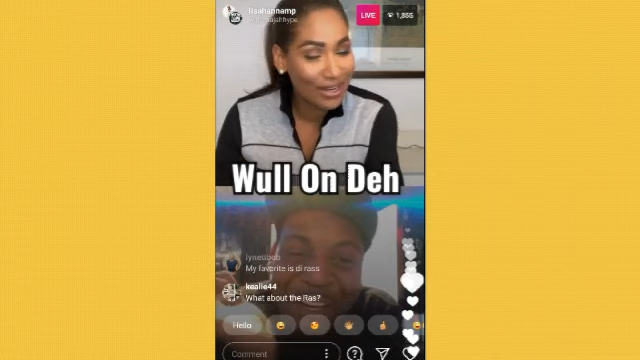 lisahannamp
LIVE
1,855
Wull On Deh
lyneubob
My favorite is di rass
kealie44
What about the Ras?
Hello
Comment